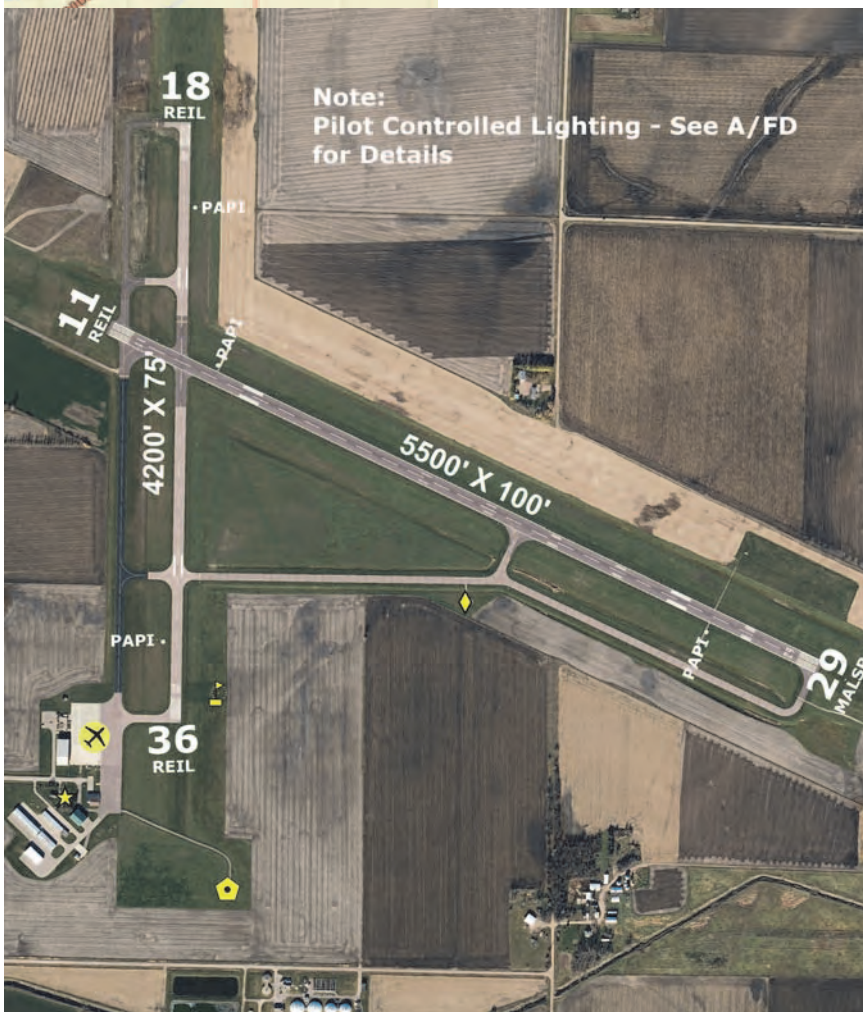 18
REIL
Note:
Pilot Controlled Lighting - See A/FD
for Details
PAPI
11
REIL
PAPI
4200' X 75'
5500' X 100'
PAPI
PAPI
29
36
REIL